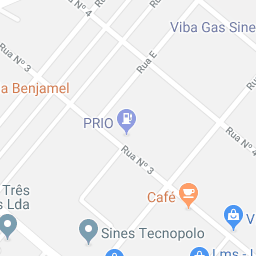 Viba Gas Sine
Rua E
Rua Nº 3
a Benjamel
PRIO
Rua Nº 4
Rua Nº 3
Três
s Lda
Café
V
Sines Tecnopolo
Lms - L